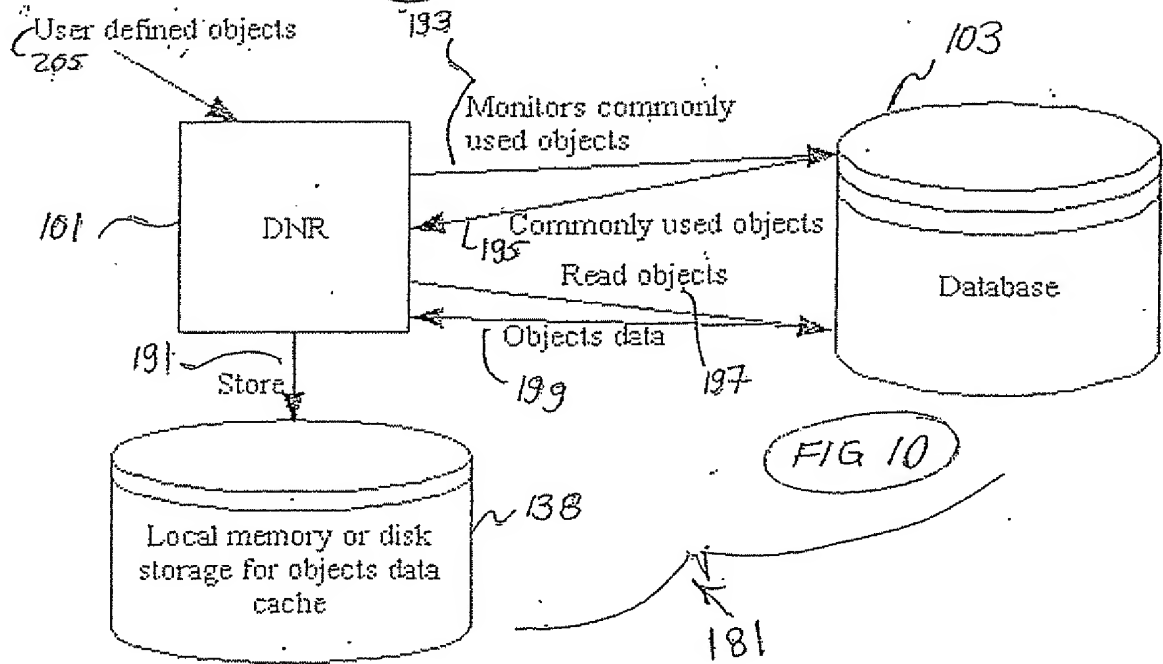 User defined objects
205
193
103
Monitors commonly
used objects
101
DNR
195
Commonly used objects
Read objects
Database
Objects data
191
Store
199
197
FIG 10
138
Local memory or disk
storage for objects data
cache
181